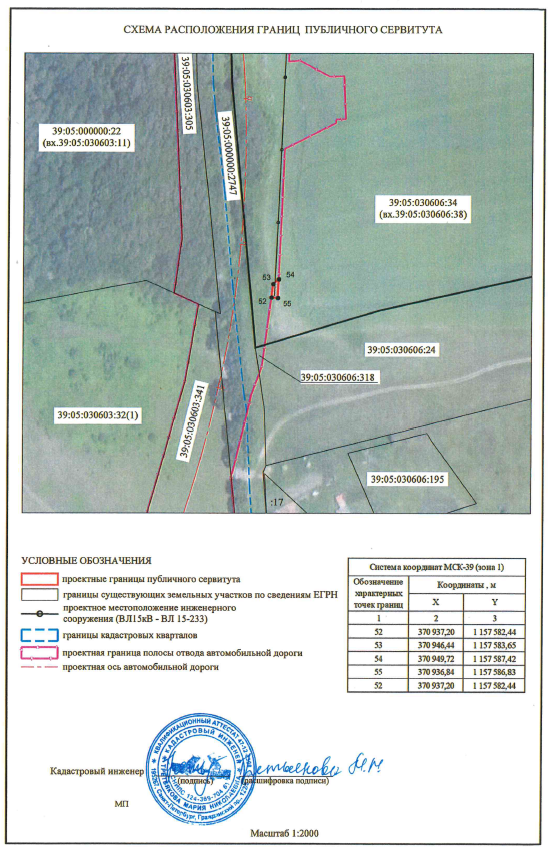 СХЕМА РАСПОЛОЖЕНИЯ ГРАНИЦ ПУБЛИЧНОГО СЕРВИТУТА
39:05:030603:305
39:05:000000:22
(вх.39:05:030603:11)
39:05:000000:2747
39:05:030606:34
(вх.39:05:030606:38)
53
54
52
55
39:05:030606:24
39:05:030606:318
39:05:030603:341
39:05:030603:32(1)
39:05:030606:195
:17
УСЛОВНЫЕ ОБОЗНАЧЕНИЯ
проектные границы публичного сервитута
границы существующих земельных участков по сведениям ЕГРН
проектное местоположение инженерного
сооружения (ВЛ15кВ - ВЛ 15-233)
границы кадастровых кварталов
проектная граница полосы отвода автомобильной дороги
проектная ось автомобильной дороги
Система координат МСК-39 (зона 1)
Обозначение характерных точек границ Координаты , м
X Y
1 2 3
52 370 937,20 1 157 582,44
53 370 946,44 1 157 583,65
54 370 949,72 1 157 587,42
55 370 936,84 1 157 586,83
52 370 937,20 1 157 582,44
КВАЛИФИКАЦИОННЫЙ АТТЕСТАТ
КАДАСТРОВЫЙ ИНЖЕНЕР
МАРИЯ НИКОЛАЕВНА
Кадастровый инженер
(подпись) (расшифровка подписи)
МП
Масштаб 1:2000